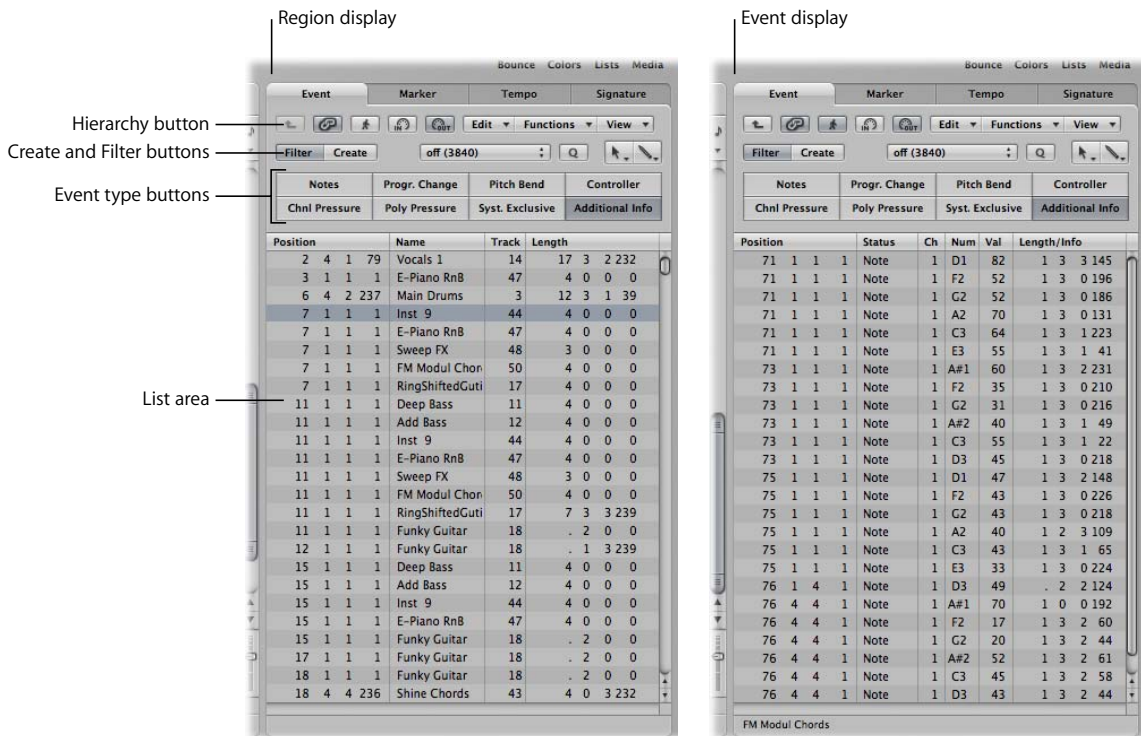 Region display
Event display
Bounce Colors Lists Media
Event Marker Tempo Signature
Hierarchy button
IN OUT Edit Functions View
Create and Filter buttons
Filter Create off (3840) Q
Event type buttons
Notes Progr. Change Pitch Bend Controller
Chnl Pressure Poly Pressure Syst. Exclusive Additional Info
Position Name Track Length
2 4 1 79 Vocals 1 14 17 3 2 232
3 1 1 1 E-Piano RnB 47 4 0 0 0
6 4 2 237 Main Drums 3 12 3 1 39
7 1 1 1 Inst 9 44 4 0 0 0
7 1 1 1 E-Piano RnB 47 4 0 0 0
7 1 1 1 Sweep FX 48 3 0 0 0
7 1 1 1 FM Modul Chor 50 4 0 0 0
7 1 1 1 RingShiftedGuti 17 4 0 0 0
List area
11 1 1 1 Deep Bass 11 4 0 0 0
11 1 1 1 Add Bass 12 4 0 0 0
11 1 1 1 Inst 9 44 4 0 0 0
11 1 1 1 E-Piano RnB 47 4 0 0 0
11 1 1 1 Sweep FX 48 3 0 0 0
11 1 1 1 FM Modul Chor 50 4 0 0 0
11 1 1 1 RingShiftedGuti 17 7 3 3 239
11 1 1 1 Funky Guitar 18 . 2 0 0
12 1 1 1 Funky Guitar 18 . 1 3 239
15 1 1 1 Deep Bass 11 4 0 0 0
15 1 1 1 Add Bass 12 4 0 0 0
15 1 1 1 Inst 9 44 4 0 0 0
15 1 1 1 E-Piano RnB 47 4 0 0 0
15 1 1 1 Funky Guitar 18 . 2 0 0
17 1 1 1 Funky Guitar 18 . 2 0 0
18 1 1 1 Funky Guitar 18 . 2 0 0
18 4 4 236 Shine Chords 43 4 0 3 232
Bounce Colors Lists Media
Event Marker Tempo Signature
IN OUT Edit Functions View
Filter Create off (3840) Q
Notes Progr. Change Pitch Bend Controller
Chnl Pressure Poly Pressure Syst. Exclusive Additional Info
Position Status Ch Num Val Length/Info
71 1 1 1 Note 1 D1 82 1 3 3 145
71 1 1 1 Note 1 F2 52 1 3 0 196
71 1 1 1 Note 1 G2 52 1 3 0 186
71 1 1 1 Note 1 A2 70 1 3 0 131
71 1 1 1 Note 1 C3 64 1 3 1 223
71 1 1 1 Note 1 E3 55 1 3 1 41
73 1 1 1 Note 1 A#1 60 1 3 2 231
73 1 1 1 Note 1 F2 35 1 3 0 210
73 1 1 1 Note 1 G2 31 1 3 0 216
73 1 1 1 Note 1 A#2 40 1 3 1 49
73 1 1 1 Note 1 C3 55 1 3 1 22
73 1 1 1 Note 1 D3 45 1 3 0 218
75 1 1 1 Note 1 D1 47 1 3 2 148
75 1 1 1 Note 1 F2 43 1 3 0 226
75 1 1 1 Note 1 G2 43 1 3 0 218
75 1 1 1 Note 1 A2 40 1 2 3 109
75 1 1 1 Note 1 C3 43 1 3 1 65
75 1 1 1 Note 1 E3 33 1 3 0 224
76 1 4 1 Note 1 D3 49 . 2 2 124
76 4 4 1 Note 1 A#1 70 1 0 0 192
76 4 4 1 Note 1 F2 17 1 3 2 60
76 4 4 1 Note 1 G2 20 1 3 2 44
76 4 4 1 Note 1 A#2 52 1 3 2 61
76 4 4 1 Note 1 C3 45 1 3 2 58
76 4 4 1 Note 1 D3 43 1 3 2 44
FM Modul Chords